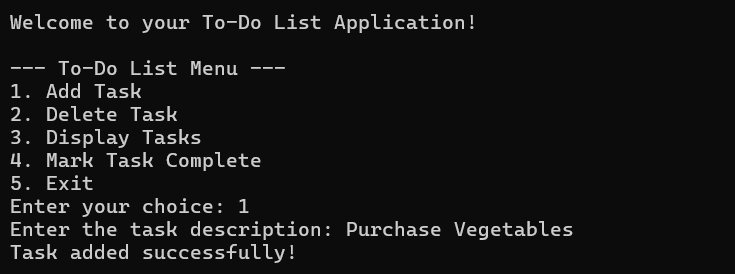 Welcome to your To-Do List Application!
--- To-Do List Menu ---
1. Add Task
2. Delete Task
3. Display Tasks
4. Mark Task Complete
5. Exit
Enter your choice: 1
Enter the task description: Purchase Vegetables
Task added successfully!